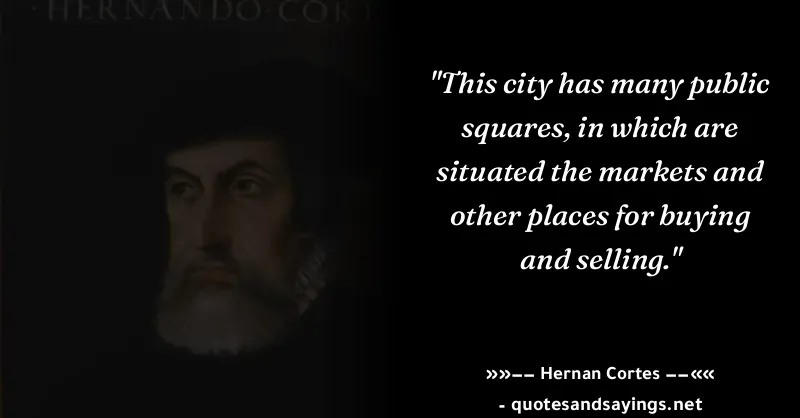 ·HERNANDO·CORT
"This city has many public
squares, in which are
situated the markets and
other places for buying
and selling."
»»−− Hernan Cortes −−««
- quotesandsayings.net